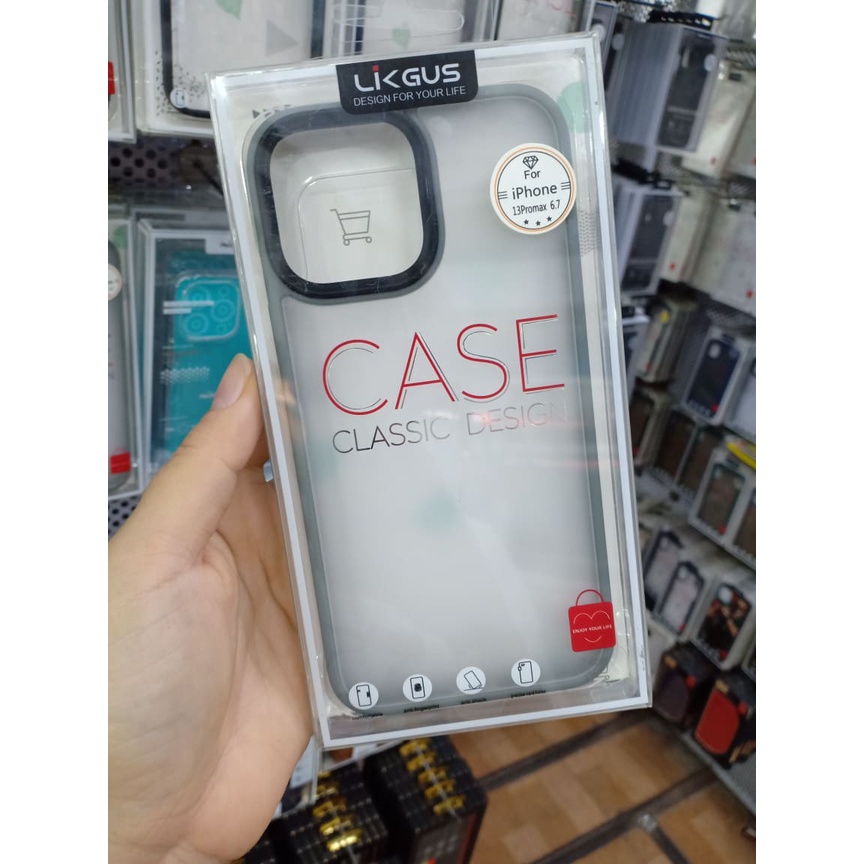 LIKGUS
DESIGN FOR YOUR LIFE
For
iPhone
13Promax 6.7
CASE
CLASSIC DESIGN
ENJOY YOUR LIFE